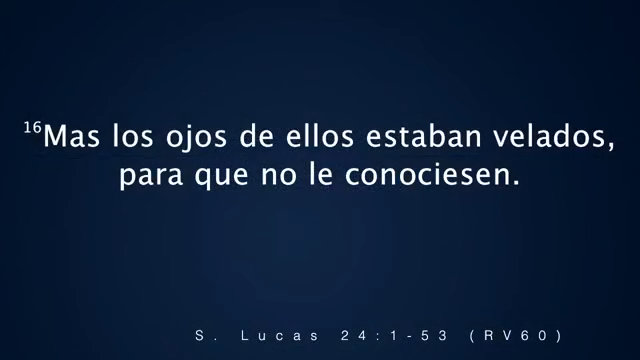 16Mas los ojos de ellos estaban velados,
para que no le conociesen.
S. Lucas 24:1-53 (RV60)